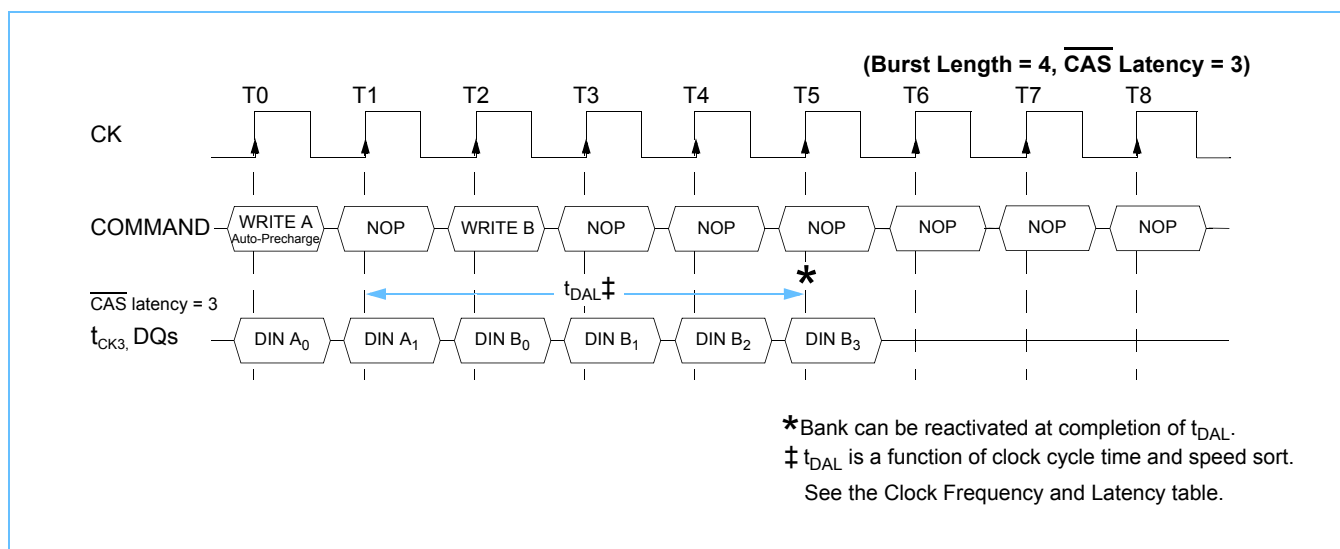 (Burst Length = 4, CAS Latency = 3)
T0 T1 T2 T3 T4 T5 T6 T7 T8
CK
COMMAND WRITE A Auto-Precharge NOP WRITE B NOP NOP NOP NOP NOP NOP
*
tDAL‡
CAS latency = 3
tCK3, DQs DIN A0 DIN A1 DIN B0 DIN B1 DIN B2 DIN B3
*Bank can be reactivated at completion of tDAL.
‡ tDAL is a function of clock cycle time and speed sort.
See the Clock Frequency and Latency table.